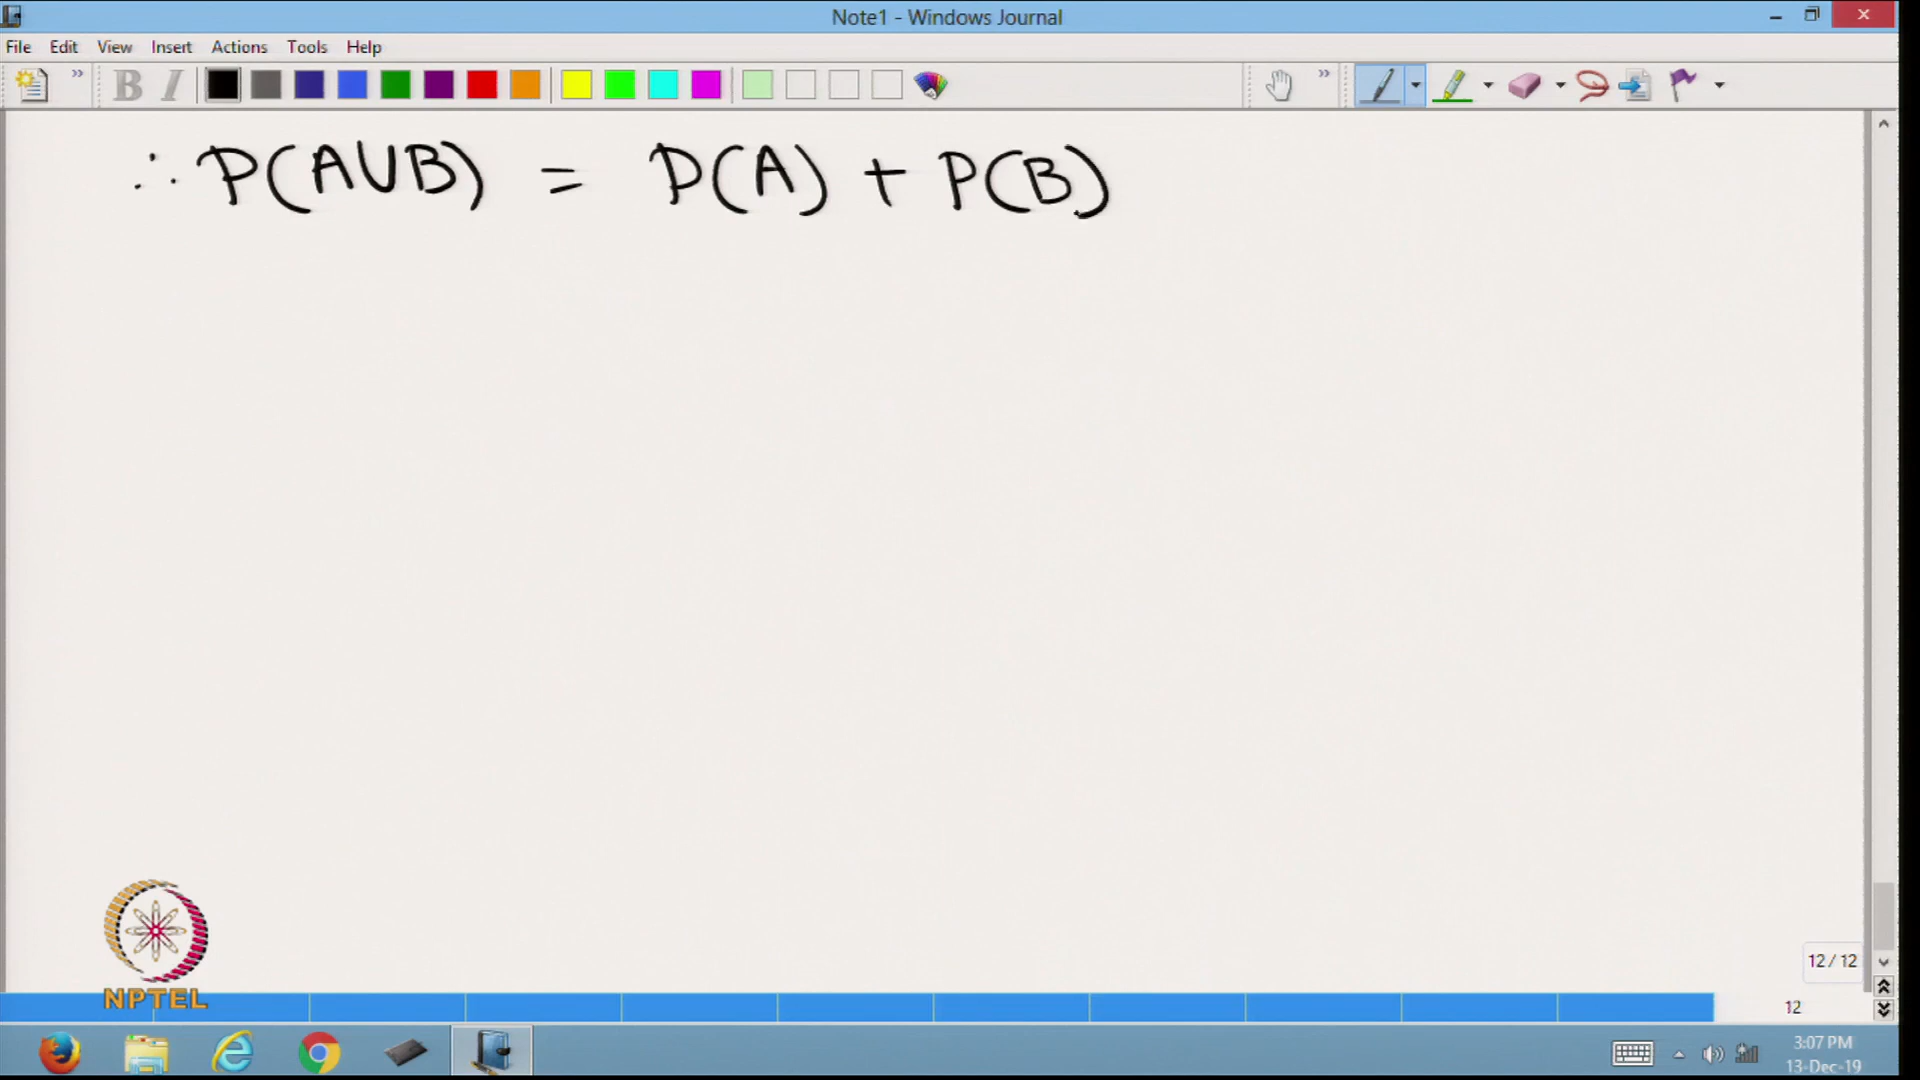 Note1 - Windows Journal
File Edit View Insert Actions Tools Help
B I
∴ P(A∪B) = P(A) + P(B)
12 / 12
NPTEL
12
3:07 PM
13-Dec-19